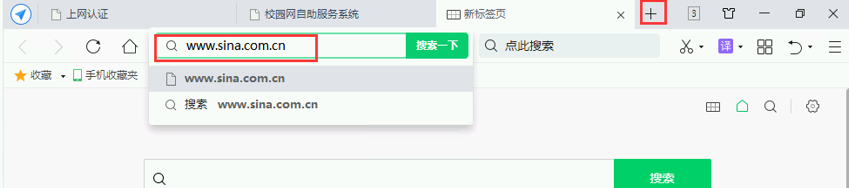 上网认证
校园网自助服务系统
新标签页
3
www.sina.com.cn
搜索一下
点此搜索
译
收藏
手机收藏夹
www.sina.com.cn
搜索 www.sina.com.cn
搜索